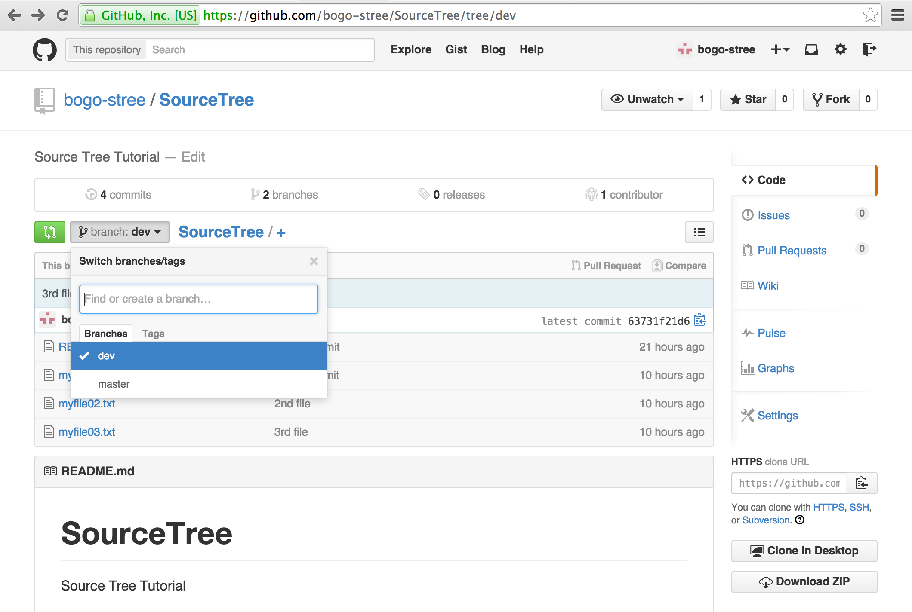 GitHub, Inc. [US] https://github.com/bogo-stree/SourceTree/tree/dev
This repository Search Explore Gist Blog Help bogo-stree
bogo-stree / SourceTree Unwatch 1 Star 0 Fork 0
Source Tree Tutorial — Edit
4 commits 2 branches 0 releases 1 contributor
branch: dev SourceTree / +
This b Pull Request Compare
Switch branches/tags
3rd file
Find or create a branch…
bo latest commit 63731f21d6
Branches Tags
dev
RE mit 21 hours ago
master
my mit 10 hours ago
myfile02.txt 2nd file 10 hours ago
myfile03.txt 3rd file 10 hours ago
README.md
SourceTree
Source Tree Tutorial
Code
Issues 0
Pull Requests 0
Wiki
Pulse
Graphs
Settings
HTTPS clone URL
https://github.com
You can clone with HTTPS, SSH,
or Subversion.
Clone in Desktop
Download ZIP